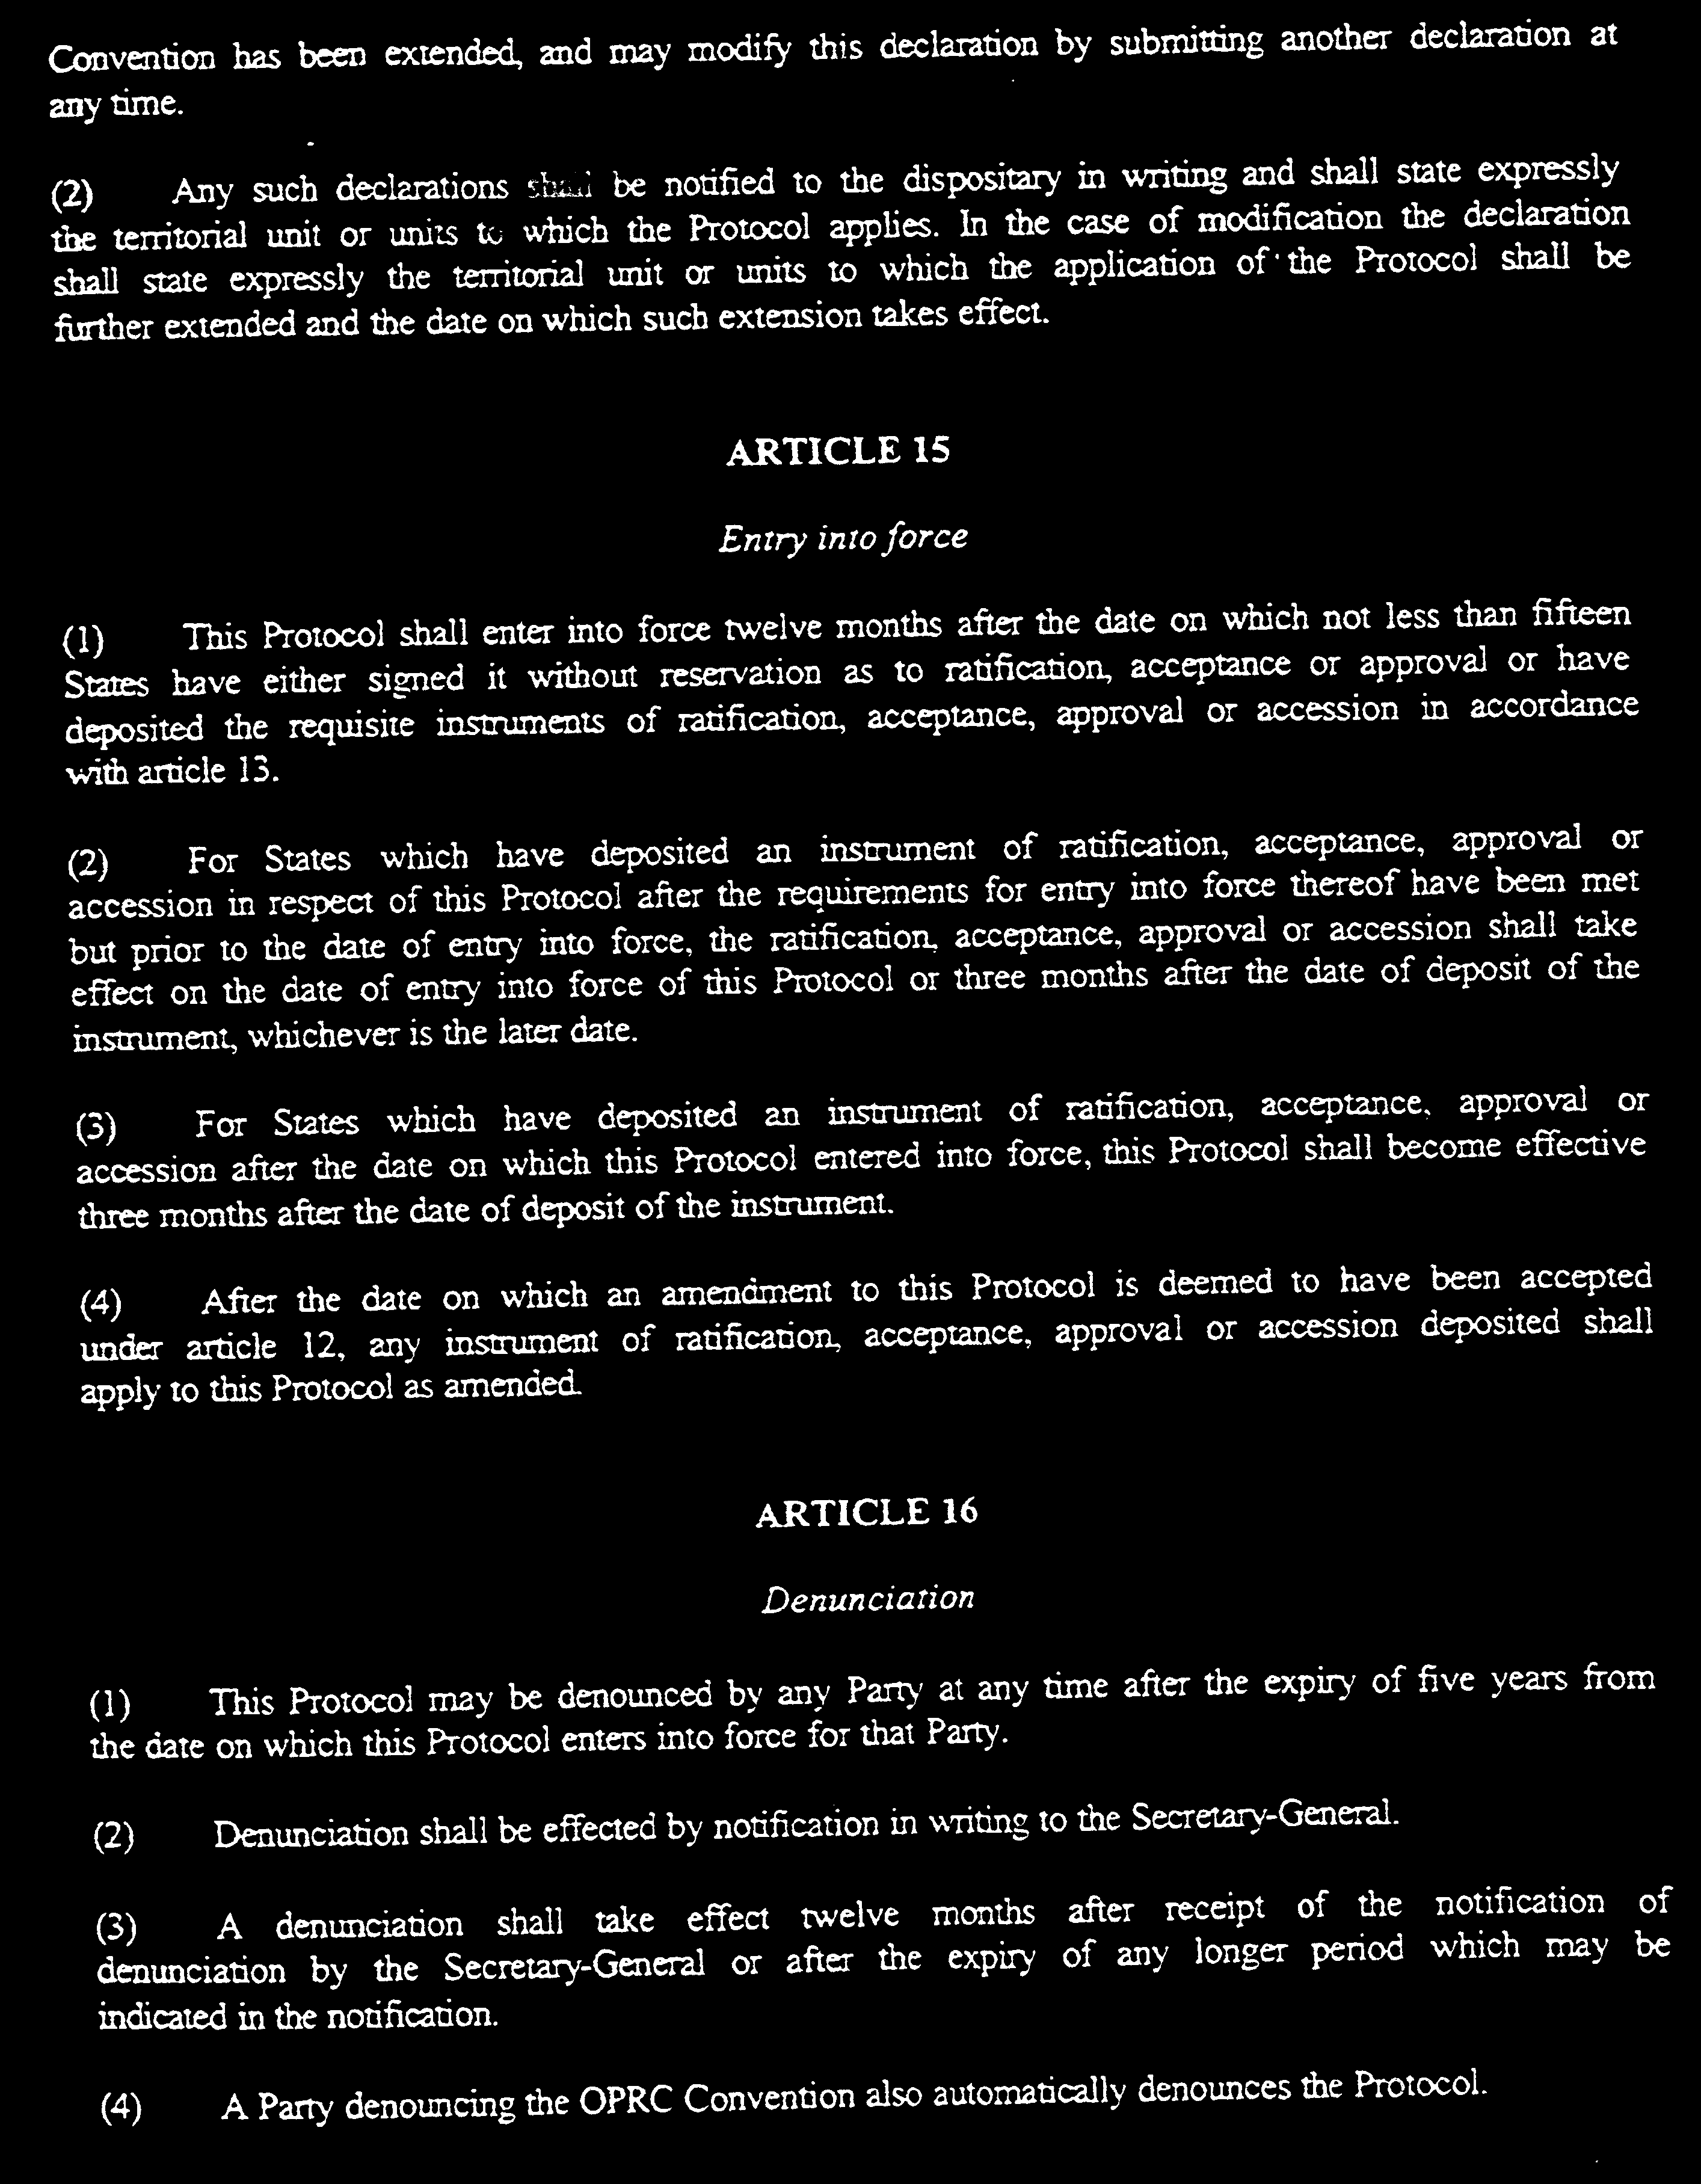 Convention has been extended, and may modify this declaration by submitting another declaration at
any time.
(2) Any such declarations shall be notified to the dispositary in writing and shall state expressly
the territorial unit or units to which the Protocol applies. In the case of modification the declaration
shall state expressly the territorial unit or units to which the application of the Protocol shall be
further extended and the date on which such extension takes effect.
ARTICLE 15
Entry into force
(1) This Protocol shall enter into force twelve months after the date on which not less than fifteen
States have either signed it without reservation as to ratification, acceptance or approval or have
deposited the requisite instruments of ratification, acceptance, approval or accession in accordance
with article 13.
(2) For States which have deposited an instrument of ratification, acceptance, approval or
accession in respect of this Protocol after the requirements for entry into force thereof have been met
but prior to the date of entry into force, the ratification, acceptance, approval or accession shall take
effect on the date of entry into force of this Protocol or three months after the date of deposit of the
instrument, whichever is the later date.
(3) For States which have deposited an instrument of ratification, acceptance, approval or
accession after the date on which this Protocol entered into force, this Protocol shall become effective
three months after the date of deposit of the instrument.
(4) After the date on which an amendment to this Protocol is deemed to have been accepted
under article 12, any instrument of ratification, acceptance, approval or accession deposited shall
apply to this Protocol as amended.
ARTICLE 16
Denunciation
(1) This Protocol may be denounced by any Party at any time after the expiry of five years from
the date on which this Protocol enters into force for that Party.
(2) Denunciation shall be effected by notification in writing to the Secretary-General.
(3) A denunciation shall take effect twelve months after receipt of the notification of
denunciation by the Secretary-General or after the expiry of any longer period which may be
indicated in the notification.
(4) A Party denouncing the OPRC Convention also automatically denounces the Protocol.